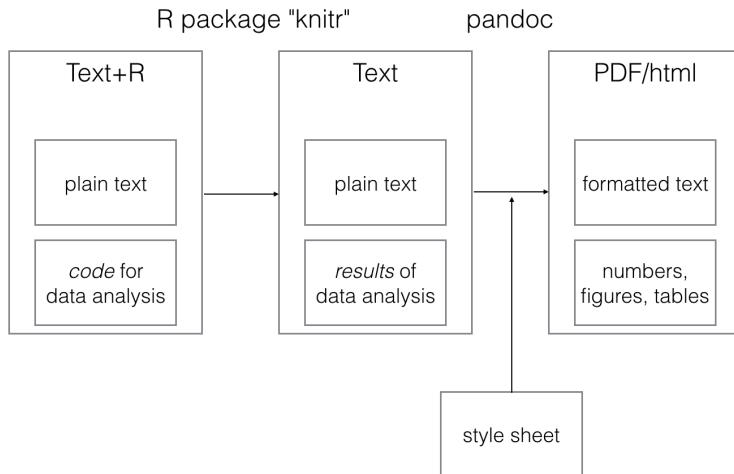 R package "knitr"
pandoc
Text+R
plain text
code for
data analysis
Text
plain text
results of
data analysis
PDF/html
formatted text
numbers,
figures, tables
style sheet